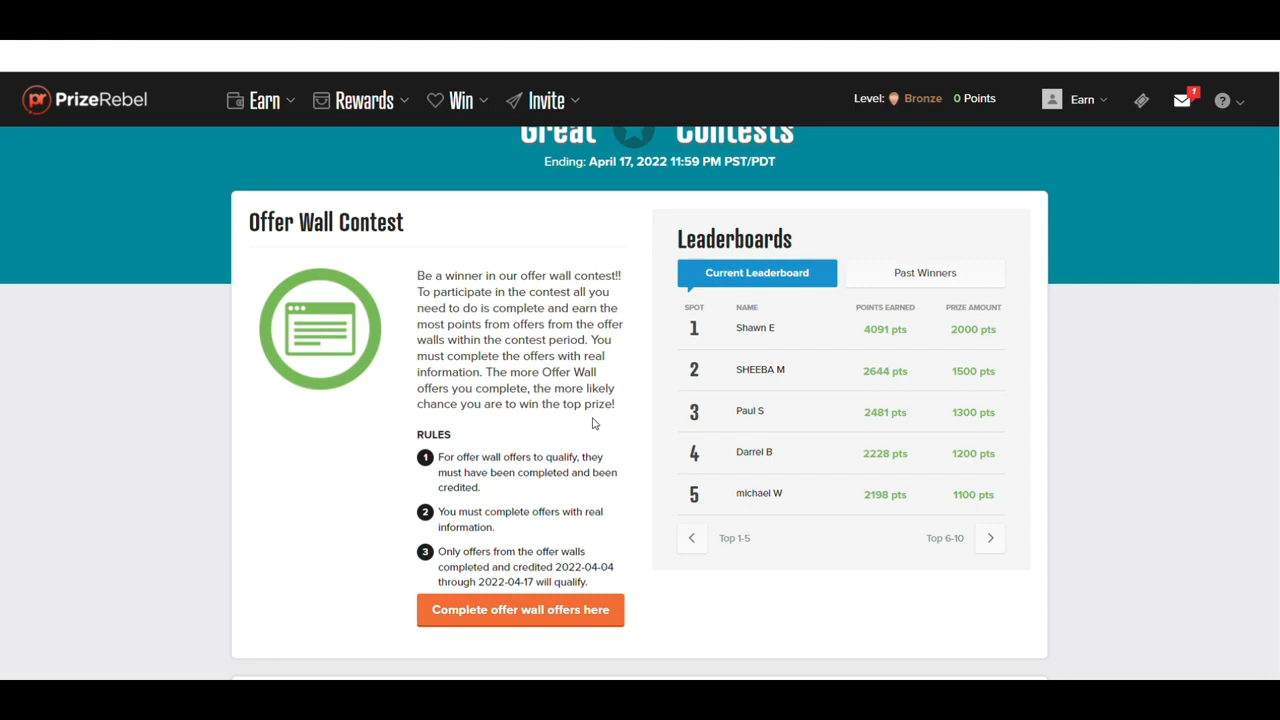 PrizeRebel
Earn
Rewards
Win
Invite
Level: Bronze 0 Points
Earn
1
?
Great Contests
Ending: April 17, 2022 11:59 PM PST/PDT
Offer Wall Contest
Be a winner in our offer wall contest!!
To participate in the contest all you
need to do is complete and earn the
most points from offers from the offer
walls within the contest period. You
must complete the offers with real
information. The more Offer Wall
offers you complete, the more likely
chance you are to win the top prize!
RULES
1 For offer wall offers to qualify, they
must have been completed and been
credited.
2 You must complete offers with real
information.
3 Only offers from the offer walls
completed and credited 2022-04-04
through 2022-04-17 will qualify.
Complete offer wall offers here
Leaderboards
Current Leaderboard
Past Winners
SPOT NAME POINTS EARNED PRIZE AMOUNT
1 Shawn E 4091 pts 2000 pts
2 SHEEBA M 2644 pts 1500 pts
3 Paul S 2481 pts 1300 pts
4 Darrel B 2228 pts 1200 pts
5 michael W 2198 pts 1100 pts
Top 1-5
Top 6-10